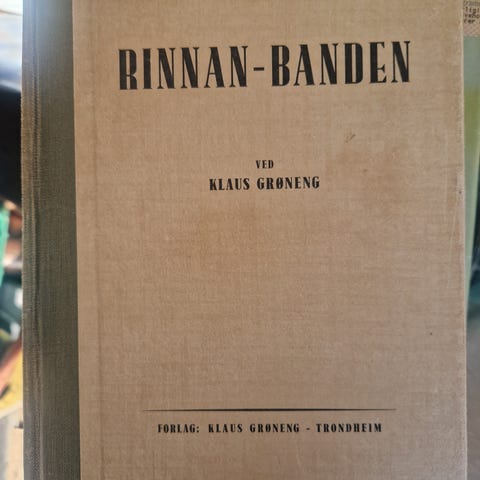 RINNAN-BANDEN
VED
KLAUS GRØNENG
FORLAG: KLAUS GRØNENG - TRONDHEIM